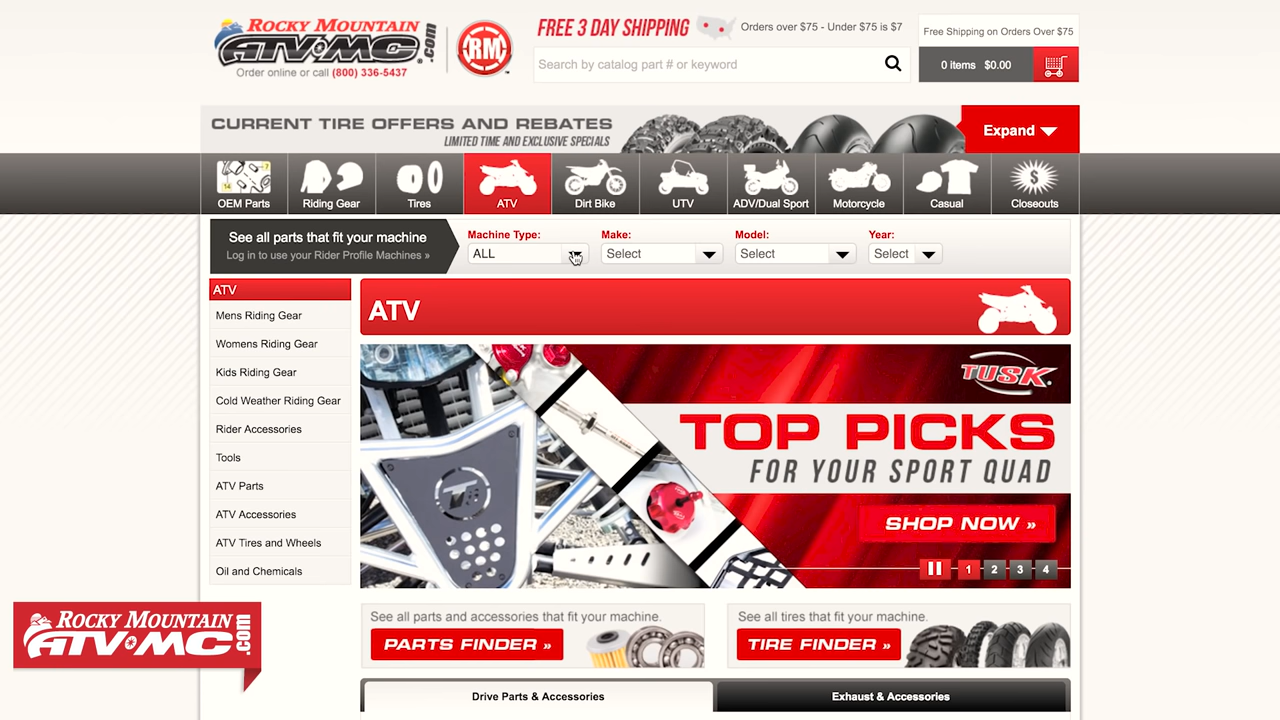 ROCKY MOUNTAIN
ATV•MC .com
Order online or call (800) 336-5437
RM
FREE 3 DAY SHIPPING
Orders over $75 - Under $75 is $7
Free Shipping on Orders Over $75
Search by catalog part # or keyword
0 items $0.00
CURRENT TIRE OFFERS AND REBATES
LIMITED TIME AND EXCLUSIVE SPECIALS
Expand
OEM Parts
Riding Gear
Tires
ATV
Dirt Bike
UTV
ADV/Dual Sport
Motorcycle
Casual
Closeouts
See all parts that fit your machine
Log in to use your Rider Profile Machines »
Machine Type:
ALL
Make:
Select
Model:
Select
Year:
Select
ATV
Mens Riding Gear
Womens Riding Gear
Kids Riding Gear
Cold Weather Riding Gear
Rider Accessories
Tools
ATV Parts
ATV Accessories
ATV Tires and Wheels
Oil and Chemicals
ATV
TUSK
TOP PICKS
FOR YOUR SPORT QUAD
SHOP NOW »
1 2 3 4
See all parts and accessories that fit your machine.
PARTS FINDER »
See all tires that fit your machine.
TIRE FINDER »
Drive Parts & Accessories
Exhaust & Accessories
ROCKY MOUNTAIN
ATV•MC .com